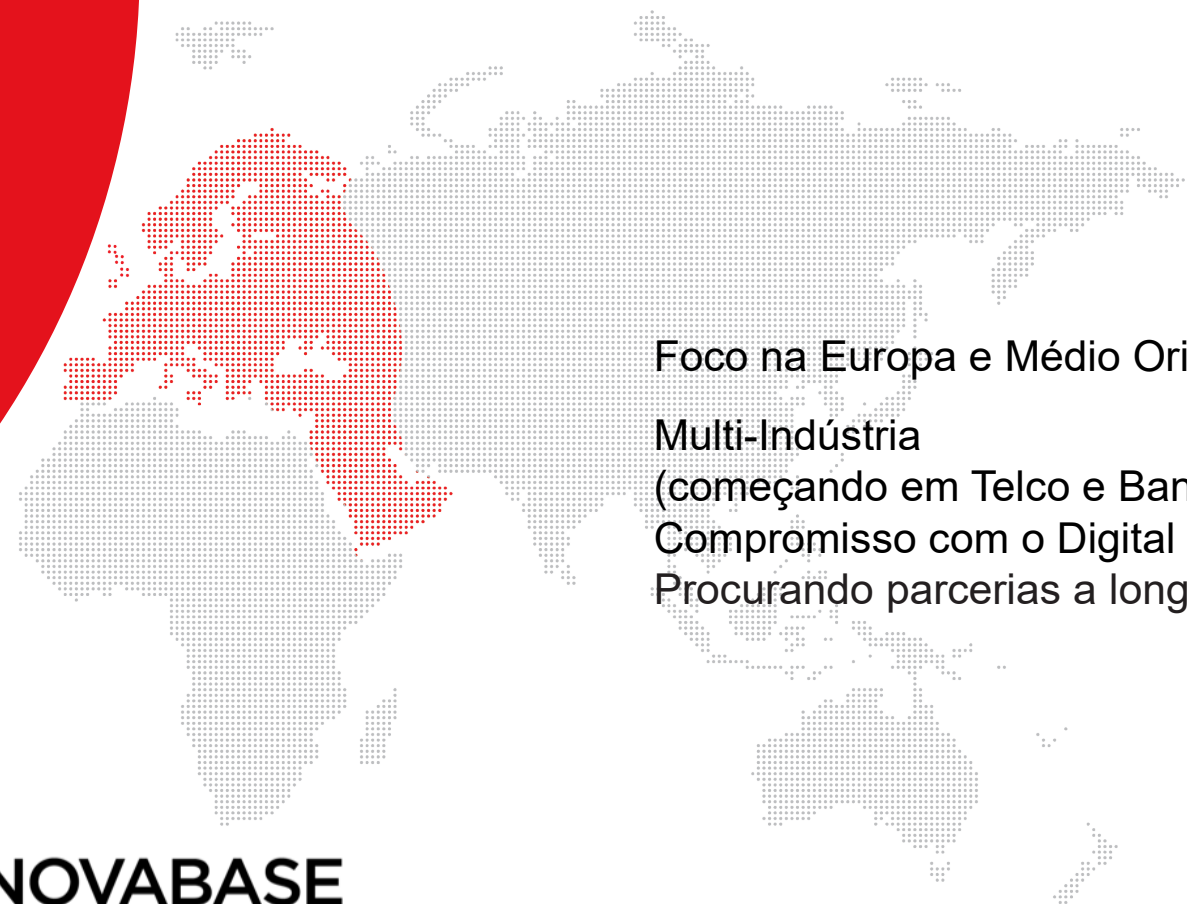 Foco na Europa e Médio Ori
Multi-Indústria
(começando em Telco e Ban
Compromisso com o Digital
Procurando parcerias a long
NOVABASE